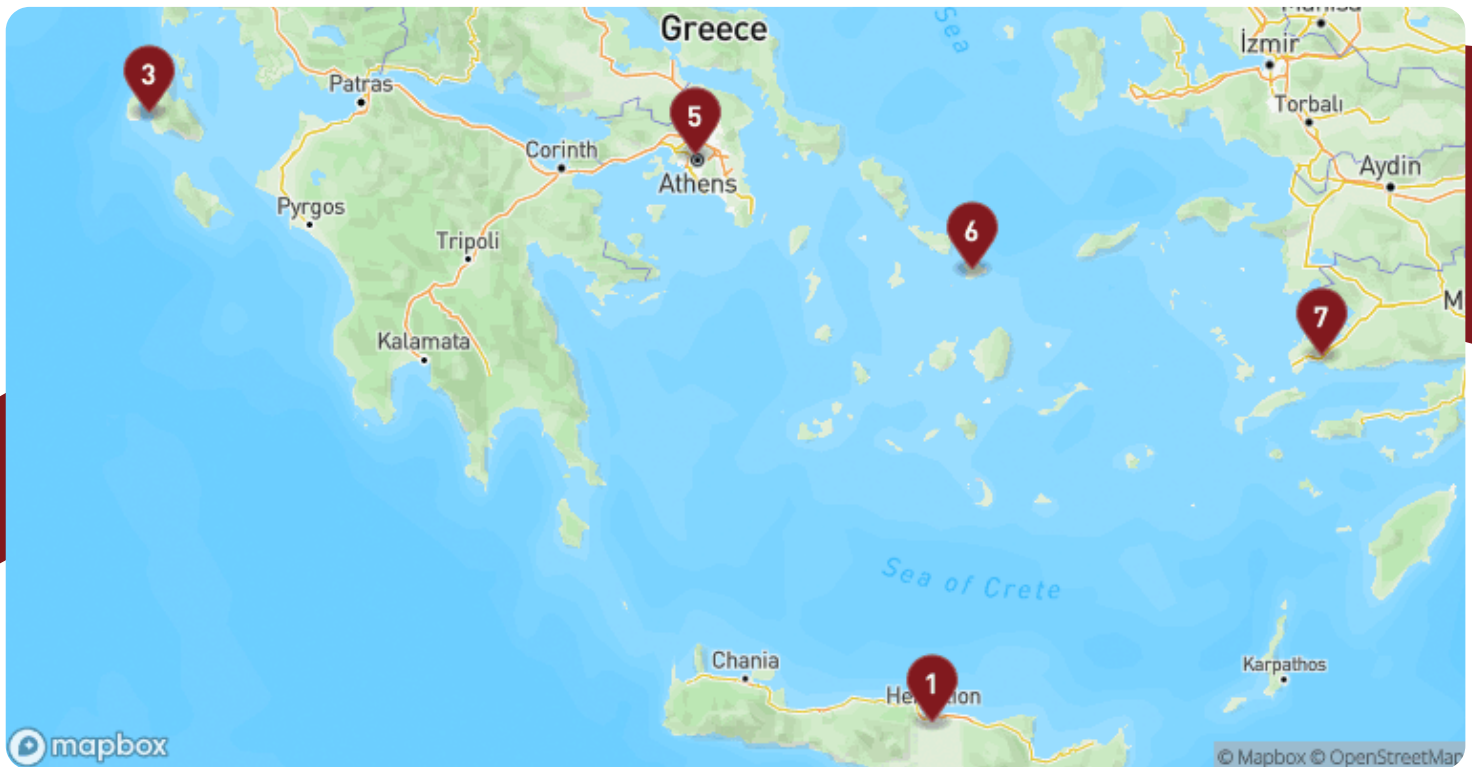 Greece
Sea
İzmir
3
Patras
Torbalı
5
Corinth
Athens
Aydin
Pyrgos
6
Tripoli
M
7
Kalamata
Sea of Crete
Chania
Karpathos
1
mapbox
© Mapbox © OpenStreetMap